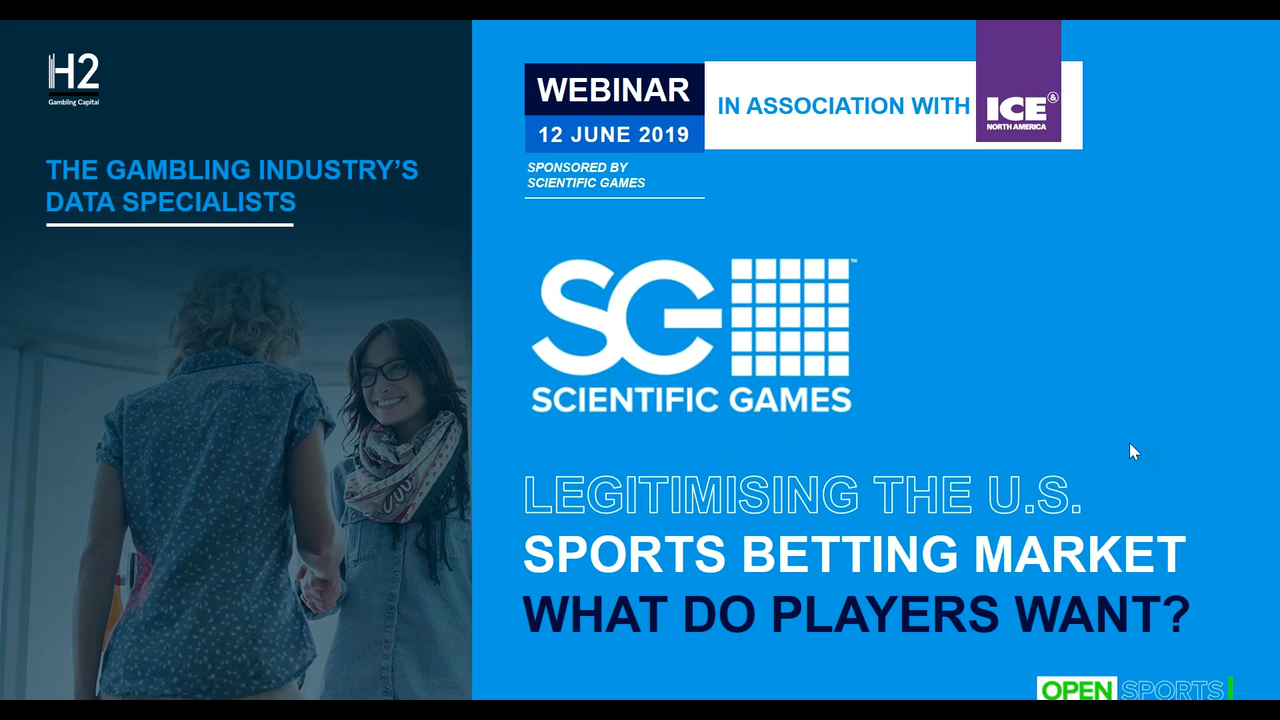 H2
Gambling Capital
THE GAMBLING INDUSTRY’S
DATA SPECIALISTS
WEBINAR
12 JUNE 2019
IN ASSOCIATION WITH
ICE &
NORTH AMERICA
SPONSORED BY
SCIENTIFIC GAMES
SG ™
SCIENTIFIC GAMES
LEGITIMISING THE U.S.
SPORTS BETTING MARKET
WHAT DO PLAYERS WANT?
OPEN SPORTS